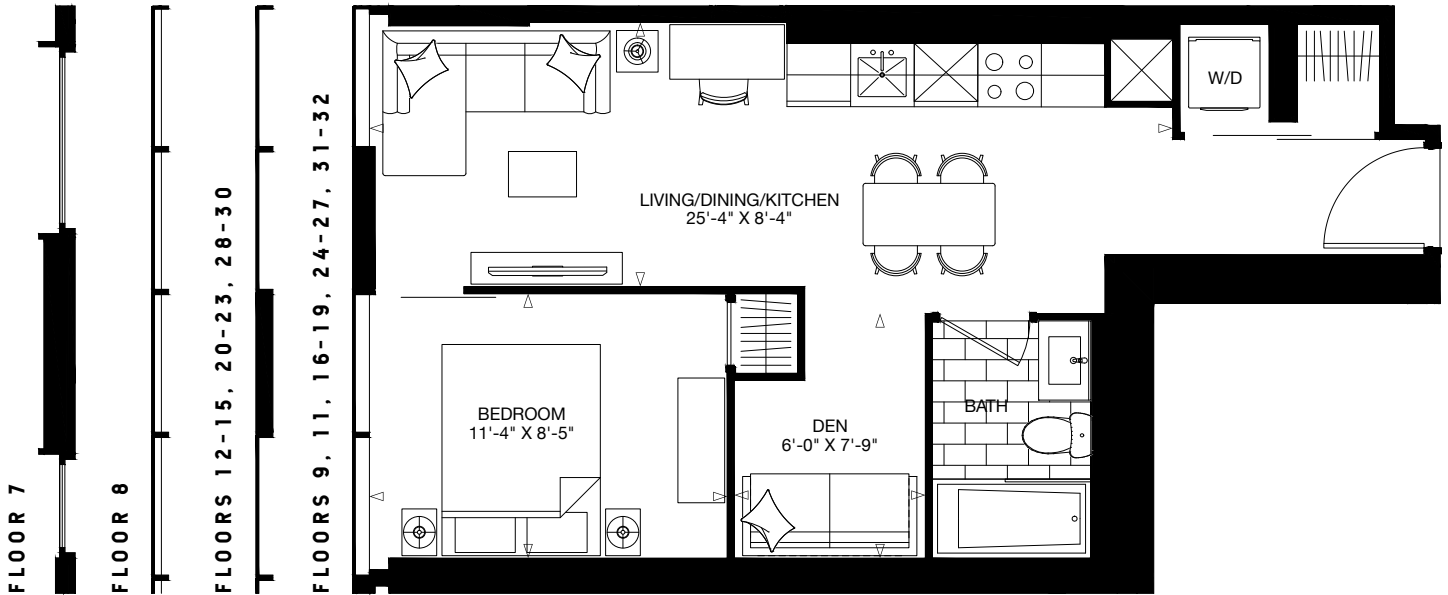 FLOOR 7
FLOOR 8
FLOORS 12-15, 20-23, 28-30
FLOORS 9, 11, 16-19, 24-27, 31-32
W/D
LIVING/DINING/KITCHEN
25'-4" X 8'-4"
BEDROOM
11'-4" X 8'-5"
DEN
6'-0" X 7'-9"
BATH